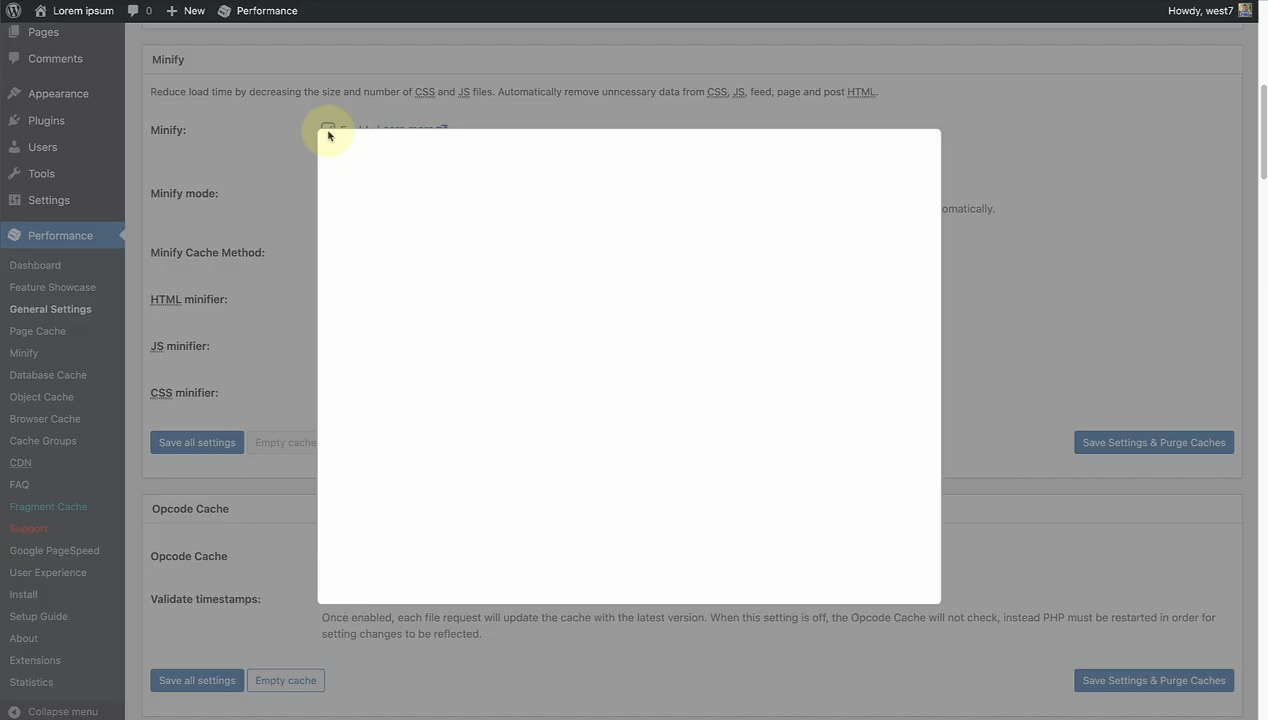 Lorem ipsum 0 New Performance Howdy, west7
Pages
Comments
Appearance
Plugins
Users
Tools
Settings
Performance
Dashboard
Feature Showcase
General Settings
Page Cache
Minify
Database Cache
Object Cache
Browser Cache
Cache Groups
CDN
FAQ
Fragment Cache
Support
Google PageSpeed
User Experience
Install
Setup Guide
About
Extensions
Statistics
Collapse menu
Minify
Reduce load time by decreasing the size and number of CSS and JS files. Automatically remove unncessary data from CSS, JS, feed, page and post HTML.
Minify:
Minify mode:
omatically.
Minify Cache Method:
HTML minifier:
JS minifier:
CSS minifier:
Save all settings Empty cache Save Settings & Purge Caches
Opcode Cache
Opcode Cache
Validate timestamps:
Once enabled, each file request will update the cache with the latest version. When this setting is off, the Opcode Cache will not check, instead PHP must be restarted in order for
setting changes to be reflected.
Save all settings Empty cache Save Settings & Purge Caches